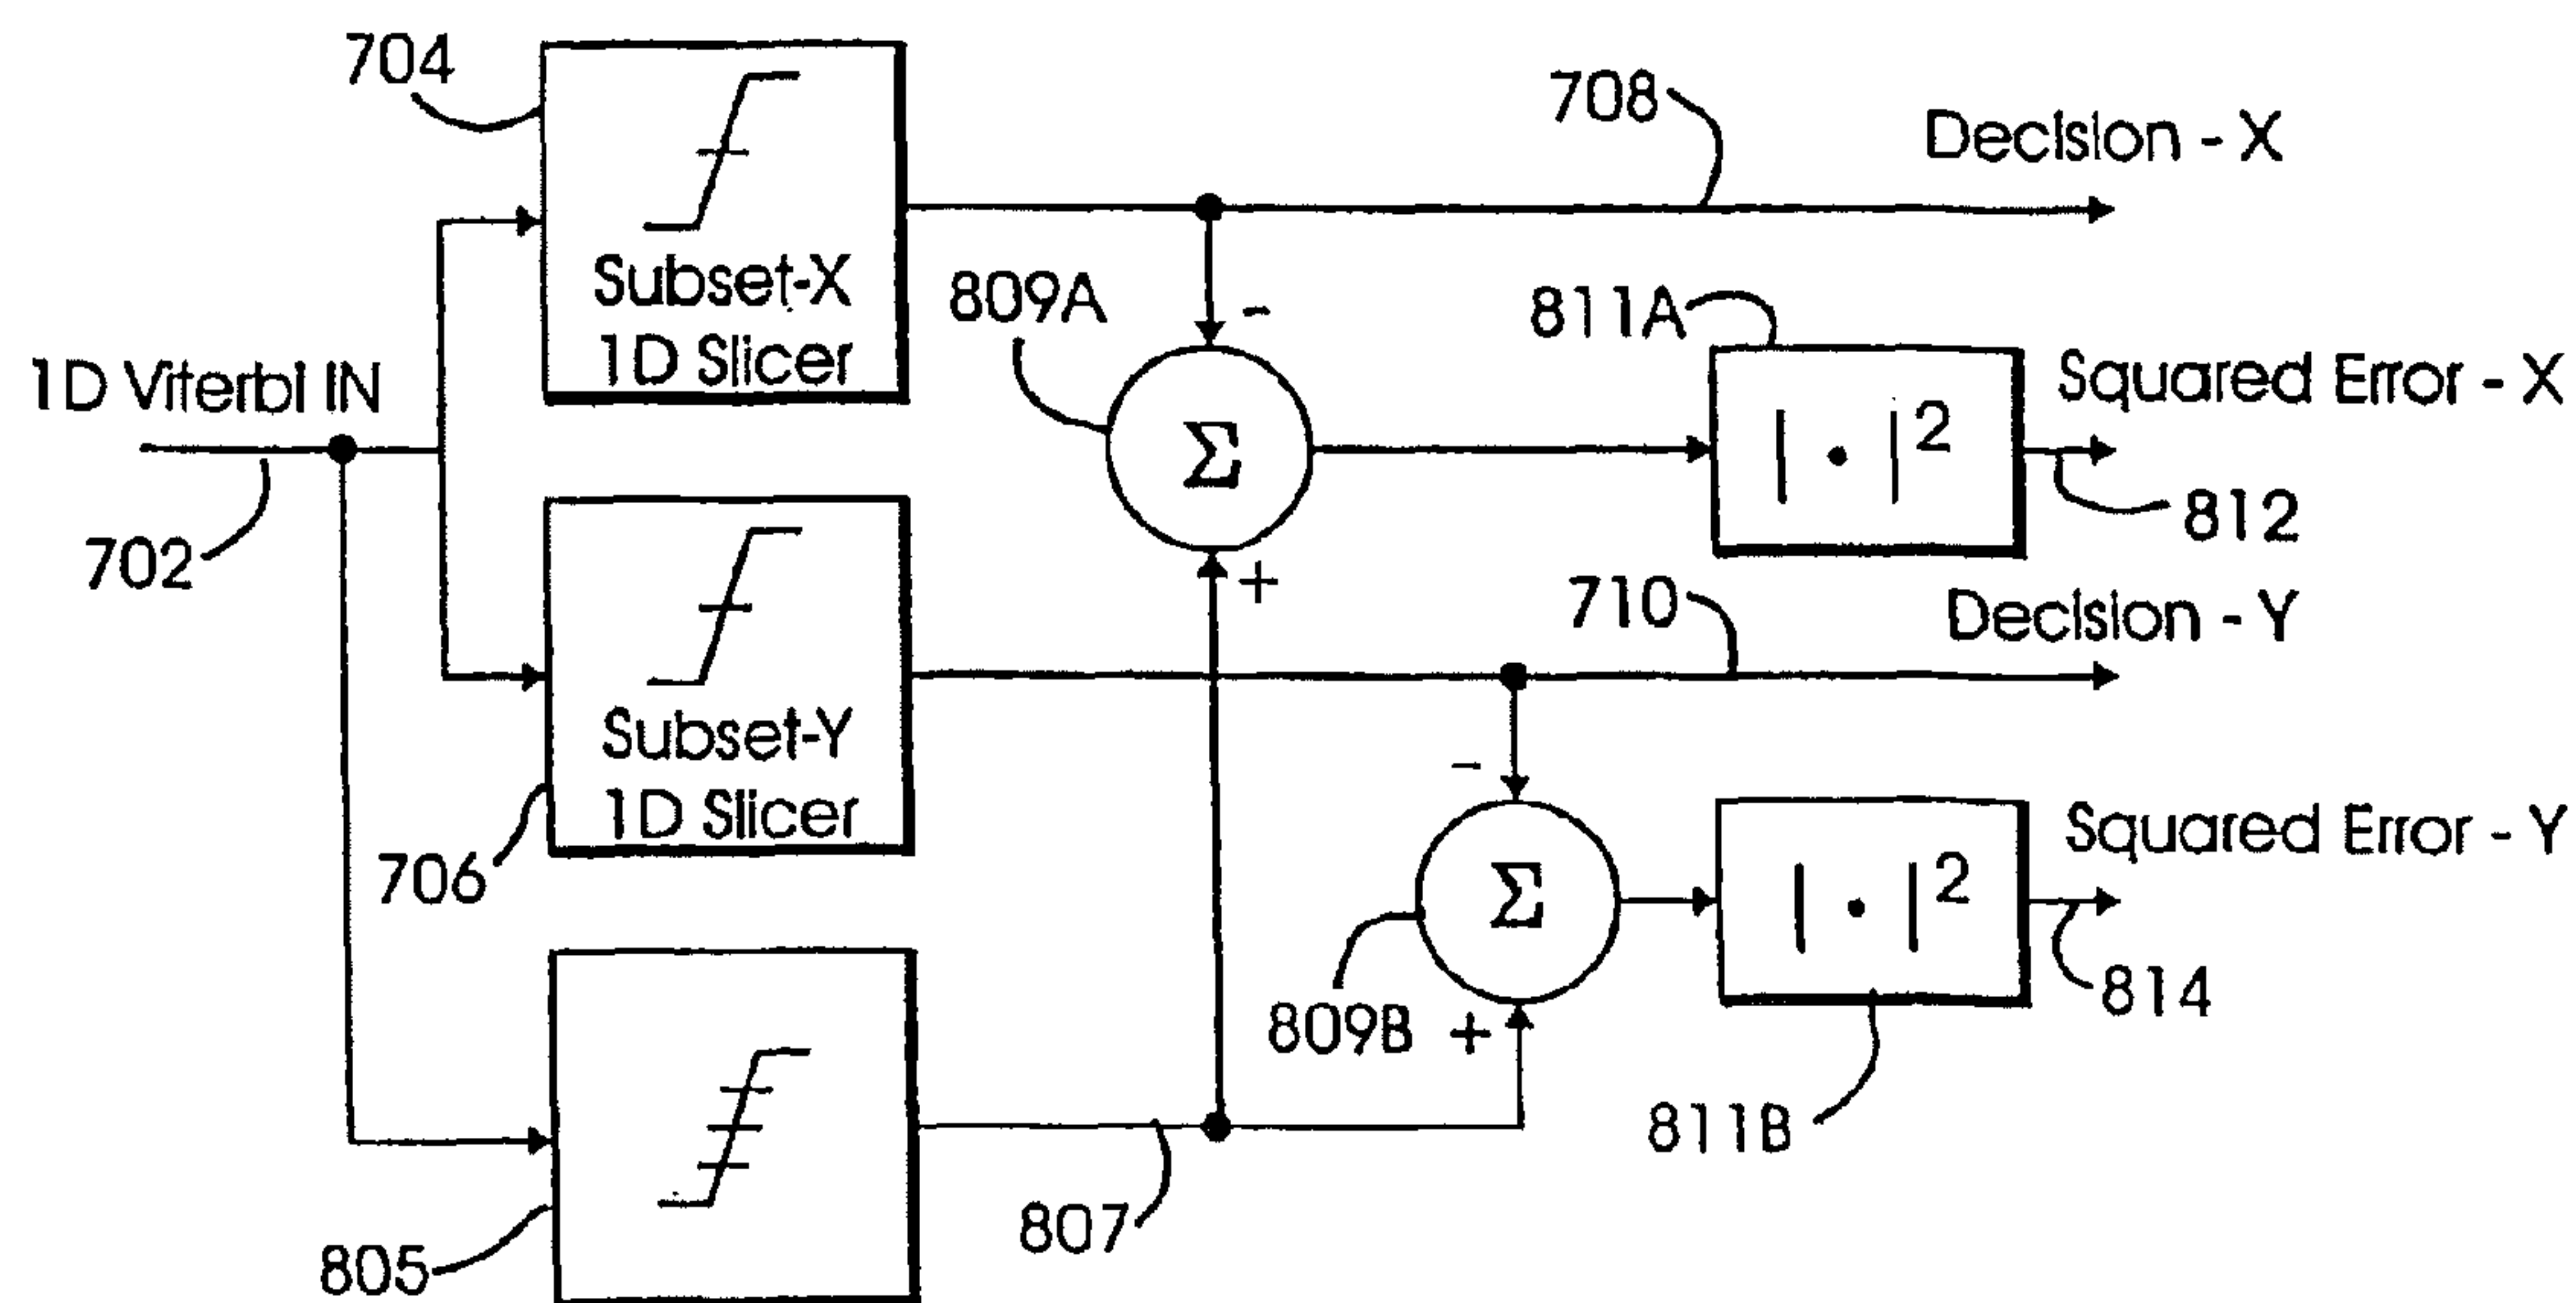 704
Subset-X
1D Slicer
708
Decision - X
809A
811A
| • |²
Squared Error - X
812
1D Viterbi IN
702
Σ
-
+
Subset-Y
1D Slicer
706
710
Decision - Y
-
Σ
809B
+
| • |²
Squared Error - Y
814
811B
805
807